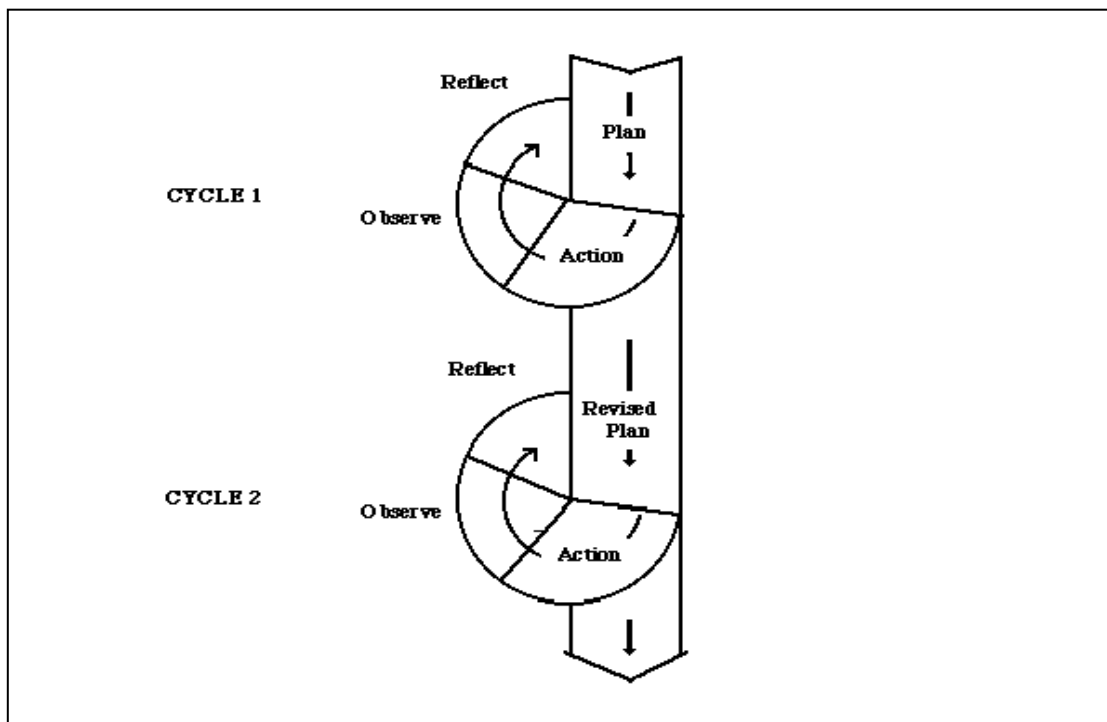 Reflect
Plan
CYCLE 1
Observe
Action
Reflect
Revised
Plan
CYCLE 2
Observe
Action